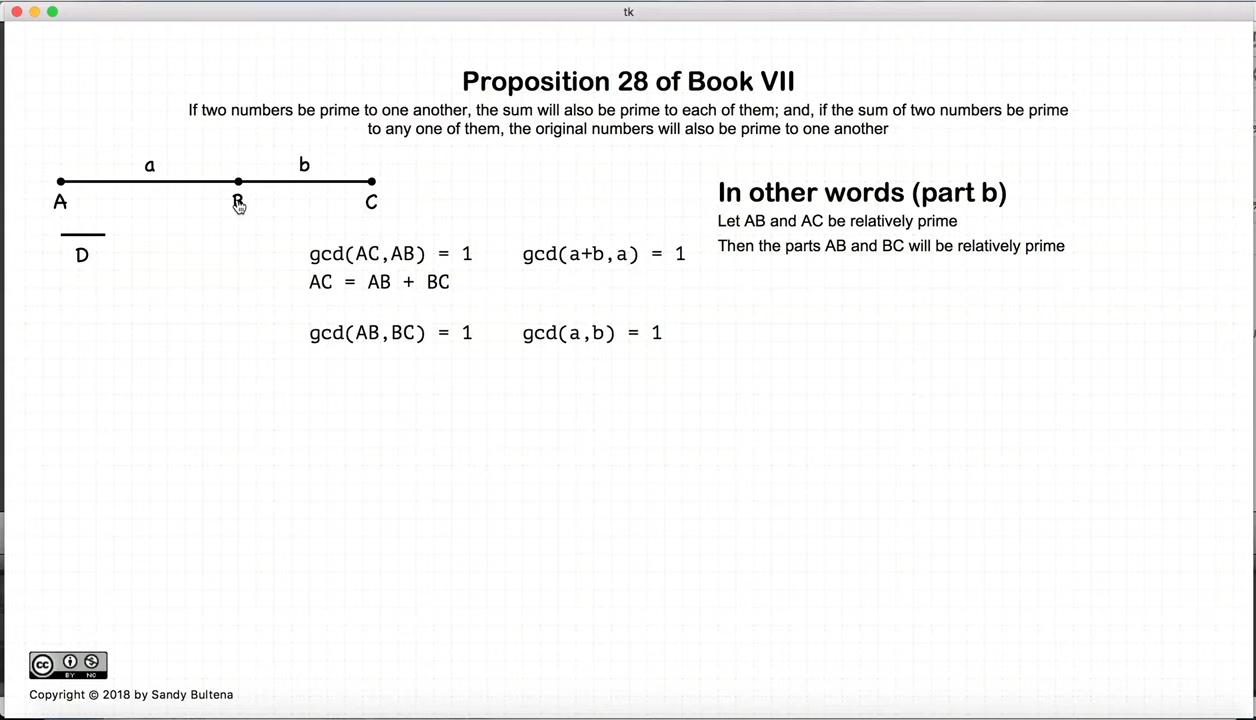 tk
Proposition 28 of Book VII
If two numbers be prime to one another, the sum will also be prime to each of them; and, if the sum of two numbers be prime
to any one of them, the original numbers will also be prime to one another
a b
A B C
D
In other words (part b)
Let AB and AC be relatively prime
Then the parts AB and BC will be relatively prime
gcd(AC,AB) = 1 gcd(a+b,a) = 1
AC = AB + BC
gcd(AB,BC) = 1 gcd(a,b) = 1
cc
BY NC
Copyright © 2018 by Sandy Bultena